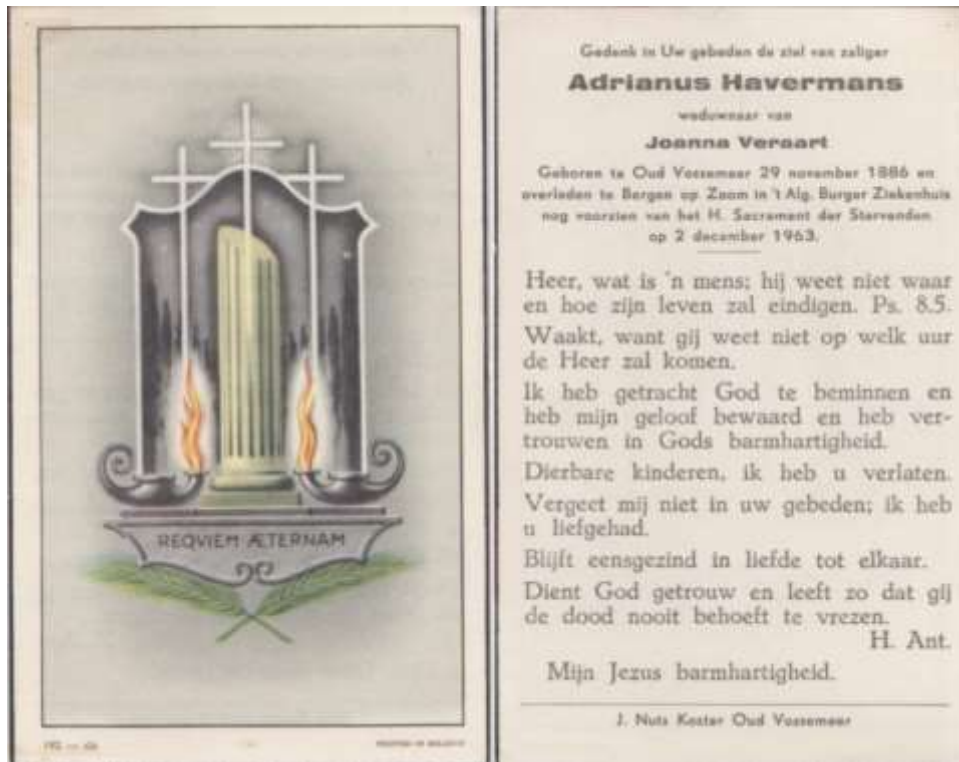 REQVIEM ÆTERNAM
Gedenk in Uw gebeden de ziel van zaliger
Adrianus Havermans
weduwnaar van
Joanna Veraart
Geboren te Oud Vossemeer 29 november 1886 en
overleden te Bergen op Zoom in 't Alg. Burger Ziekenhuis
nog voorzien van het H. Sacrament der Stervenden
op 2 december 1963.
Heer, wat is 'n mens; hij weet niet waar
en hoe zijn leven zal eindigen. Ps. 8.5.
Waakt, want gij weet niet op welk uur
de Heer zal komen.
Ik heb getracht God te beminnen en
heb mijn geloof bewaard en heb ver-
trouwen in Gods barmhartigheid.
Dierbare kinderen, ik heb u verlaten.
Vergeet mij niet in uw gebeden; ik heb
u liefgehad.
Blijft eensgezind in liefde tot elkaar.
Dient God getrouw en leeft zo dat gij
de dood nooit behoeft te vrezen.
H. Ant.
Mijn Jezus barmhartigheid.
J. Nuts Koster Oud Vossemeer